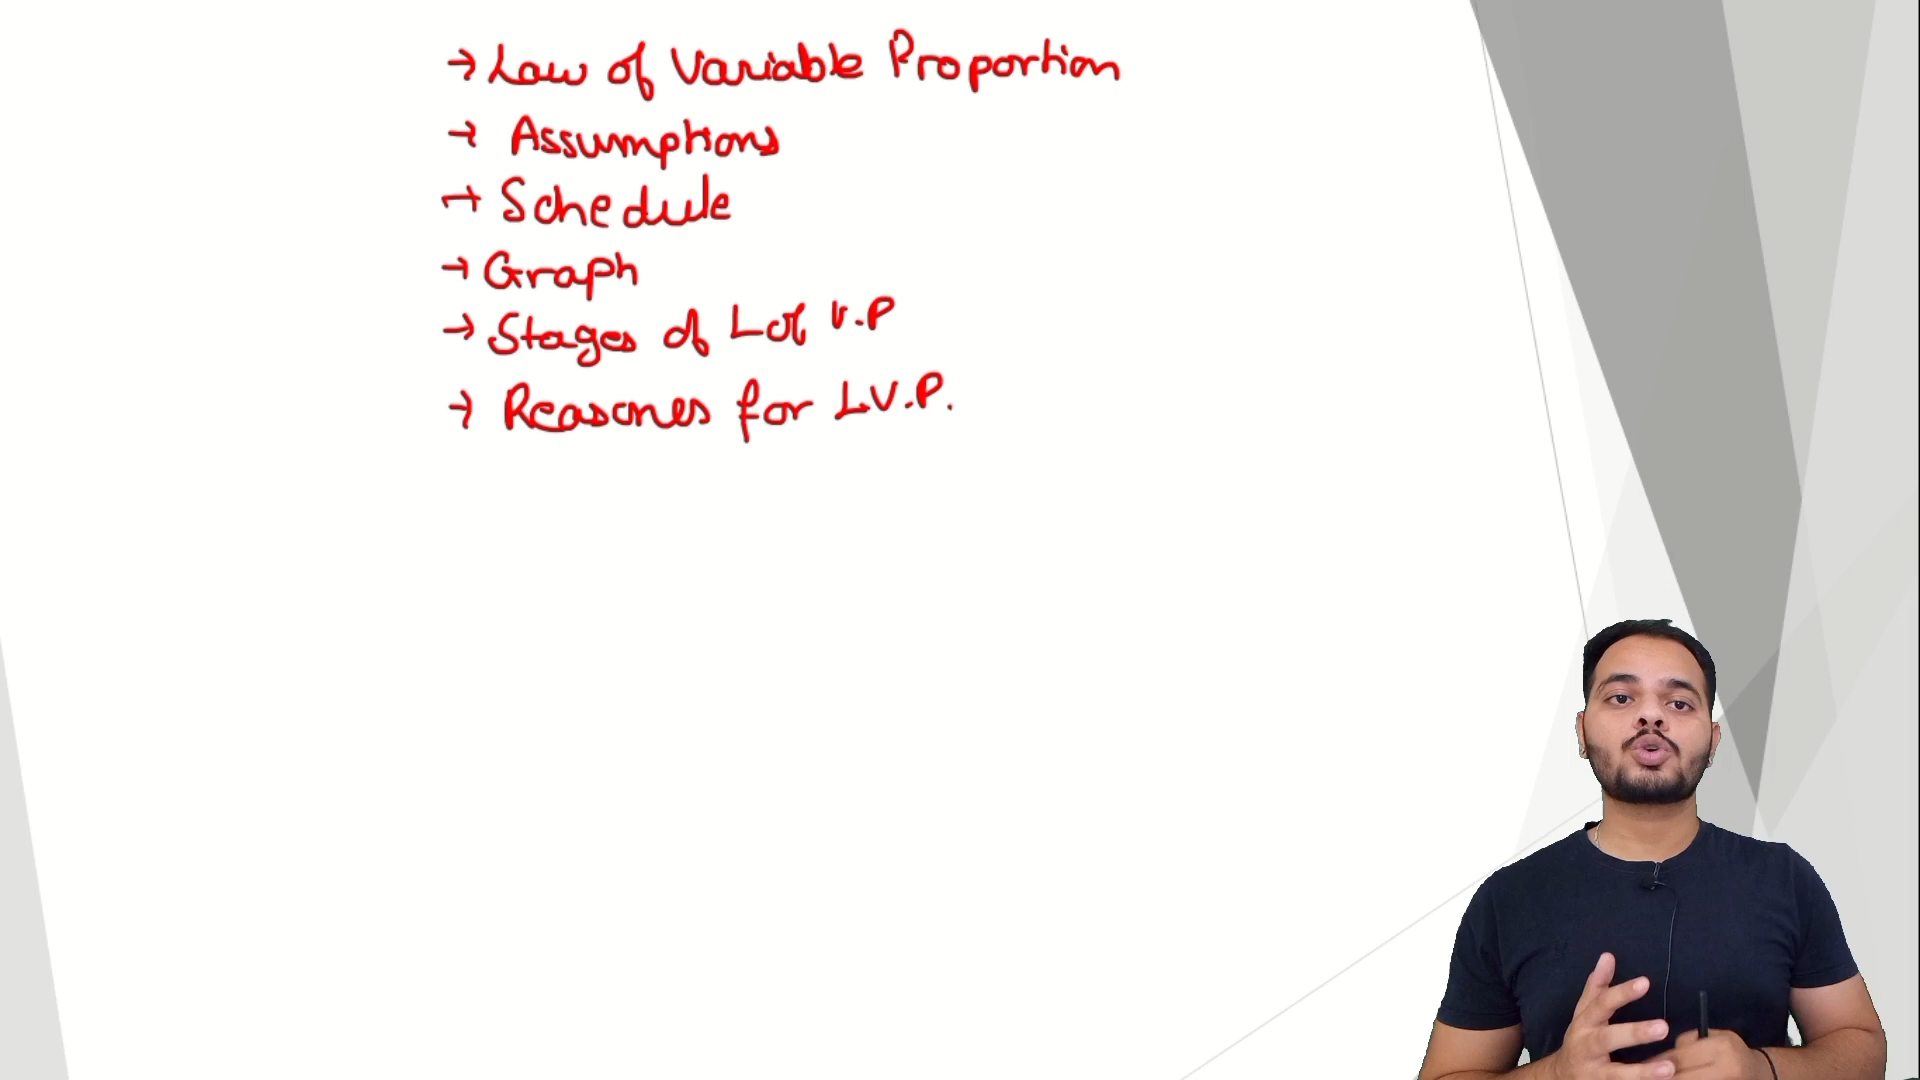 → Law of Variable Proportion
→ Assumptions
→ Schedule
→ Graph
→ Stages of L of V.P
→ Reasones for L.V.P.